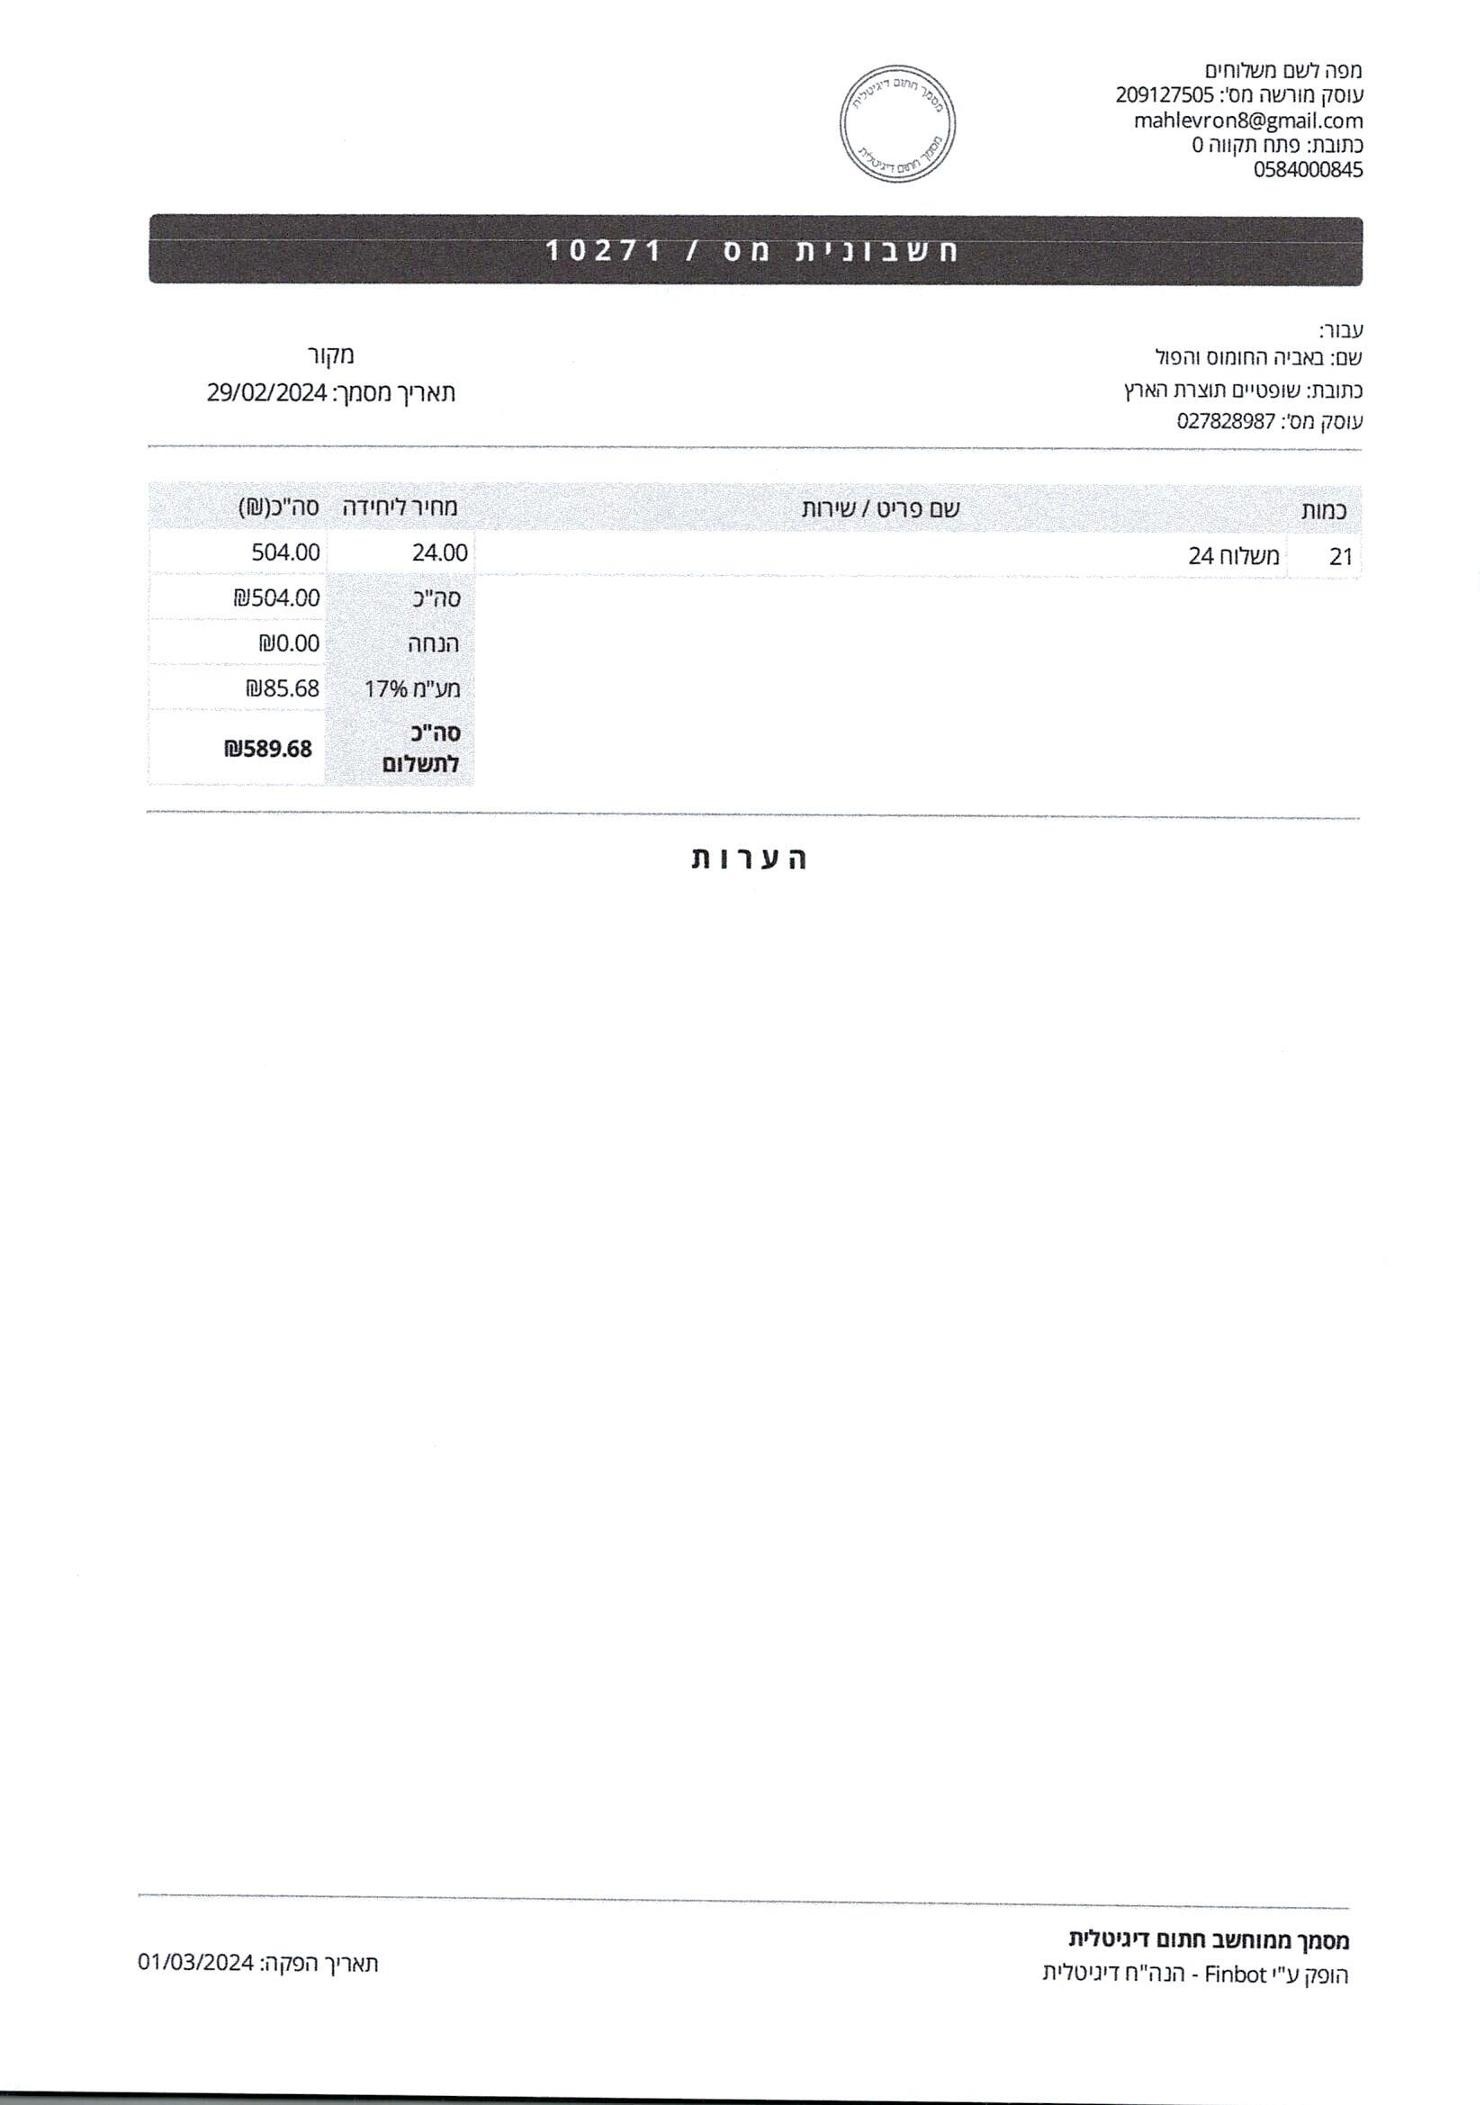 מפה לשם משלוחים
עוסק מורשה מס': 209127505
mahlevron8@gmail.com
כתובת: פתח תקווה 0
0584000845
מסמך חתום דיגיטלית
מסמך חתום דיגיטלית
חשבונית מס / 10271
עבור:
שם: באביה החומוס והפול
כתובת: שופטיים תוצרת הארץ
עוסק מס': 027828987
מקור
תאריך מסמך: 29/02/2024
כמות שם פריט / שירות מחיר ליחידה סה"כ(₪)
21 משלוח 24 24.00 504.00
סה"כ ₪504.00
הנחה ₪0.00
מע"מ 17% ₪85.68
סה"כ
לתשלום ₪589.68
הערות
מסמך ממוחשב חתום דיגיטלית
הופק ע"י Finbot - הנה"ח דיגיטלית
תאריך הפקה: 01/03/2024